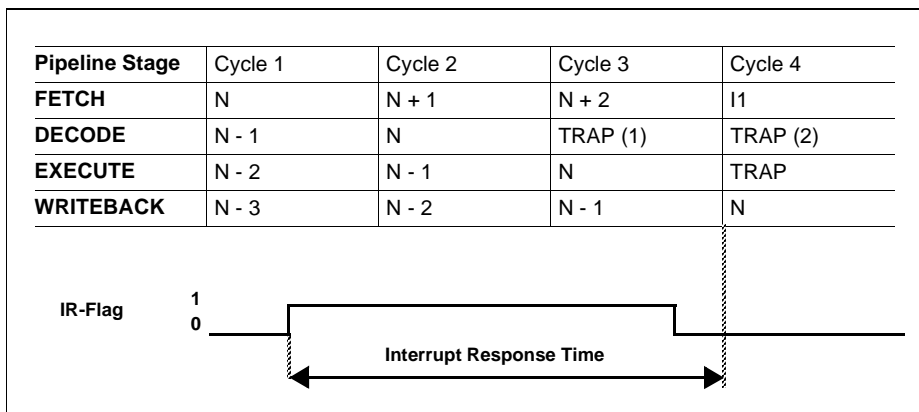 Pipeline Stage Cycle 1 Cycle 2 Cycle 3 Cycle 4
FETCH N N + 1 N + 2 I1
DECODE N - 1 N TRAP (1) TRAP (2)
EXECUTE N - 2 N - 1 N TRAP
WRITEBACK N - 3 N - 2 N - 1 N
IR-Flag 1
0
Interrupt Response Time